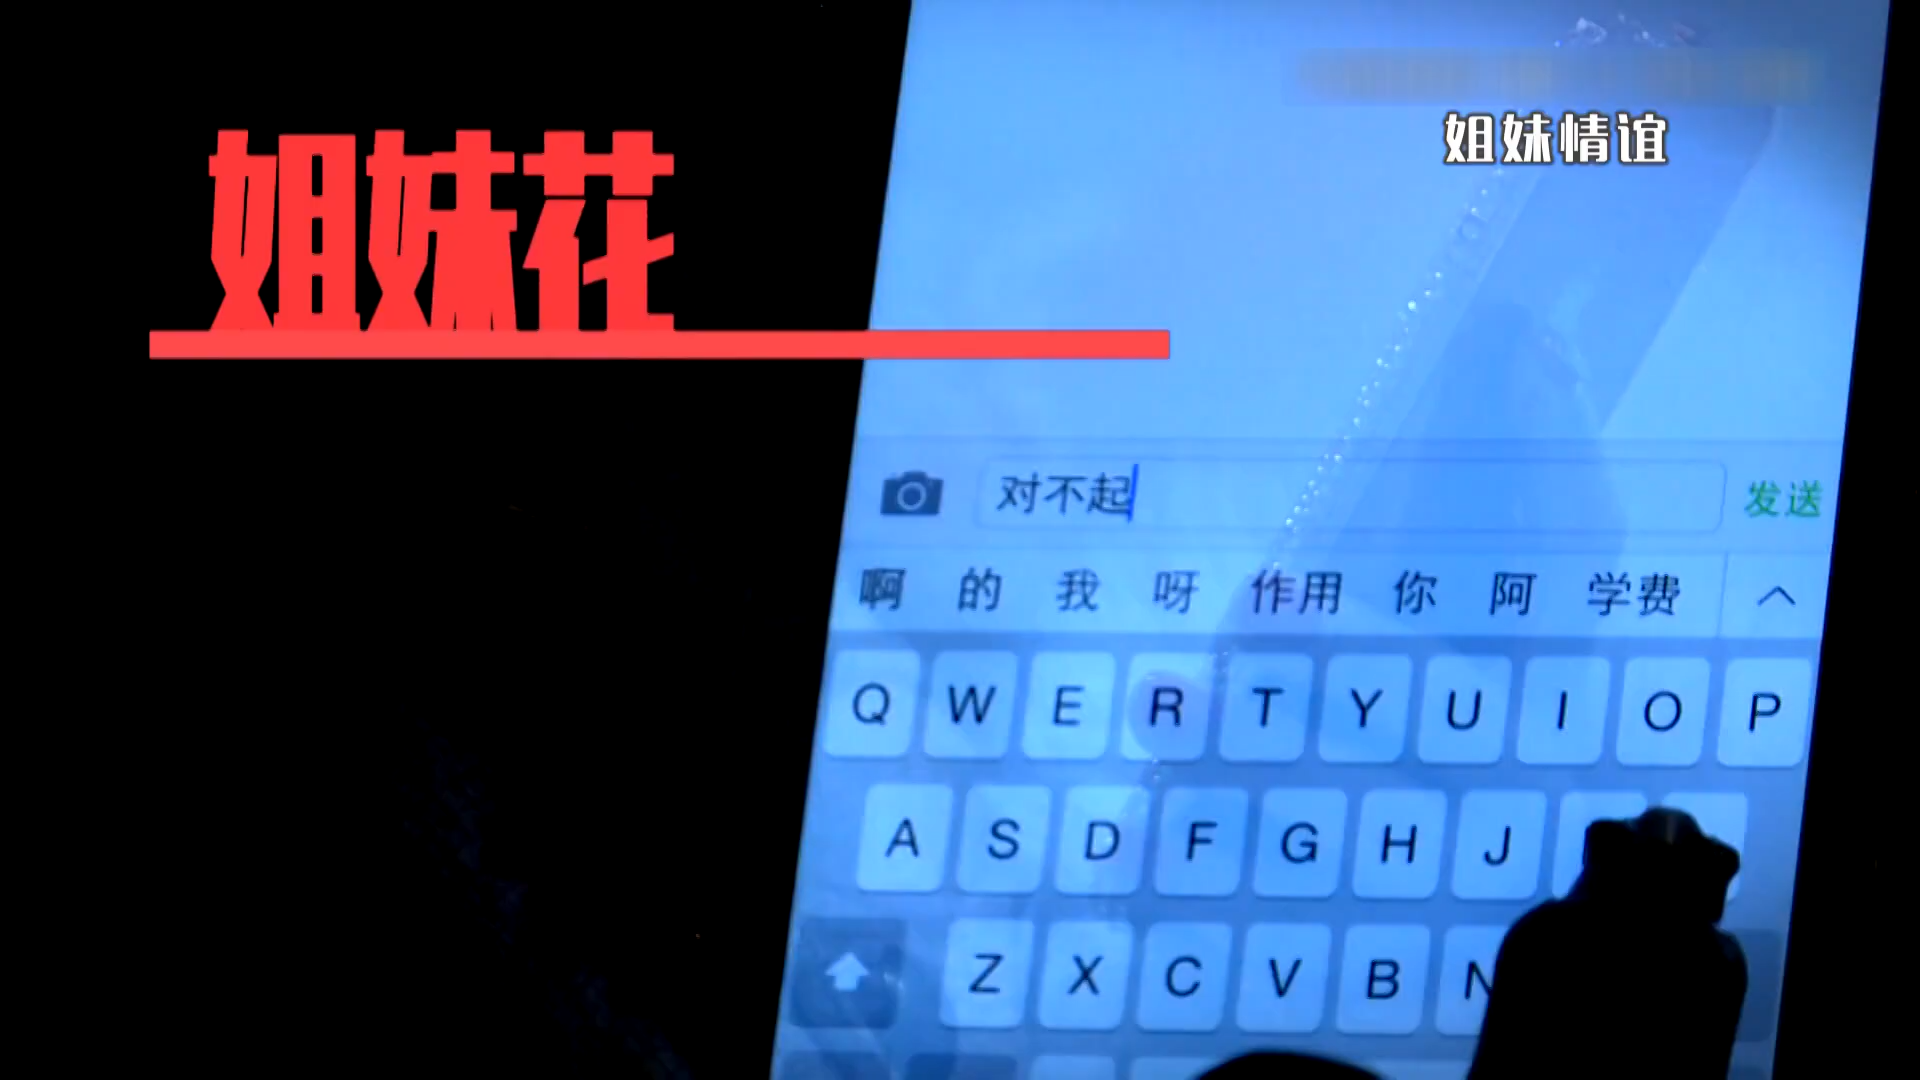 姐妹情谊
姐妹花
对不起 发送
啊 的 我 呀 作用 你 阿 学费
Q W E R T Y U I O P
A S D F G H J
Z X C V B N